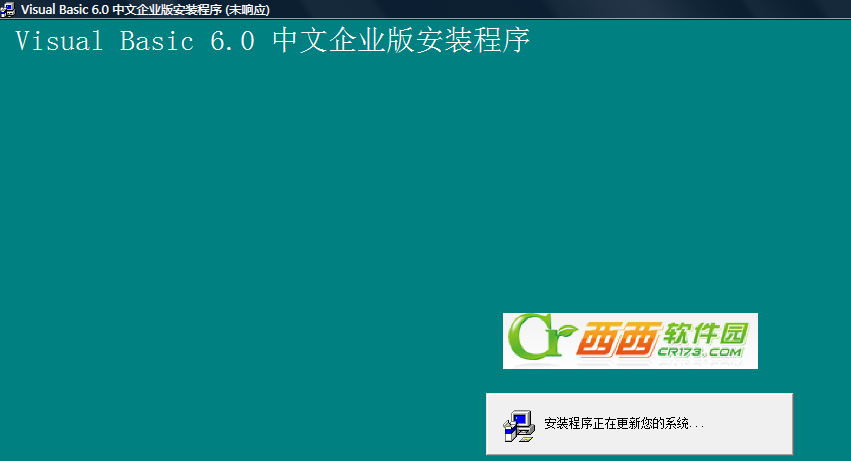 Visual Basic 6.0 中文企业版安装程序 (未响应)
Visual Basic 6.0 中文企业版安装程序
Cr 西西软件园
CR173.COM
安装程序正在更新您的系统...